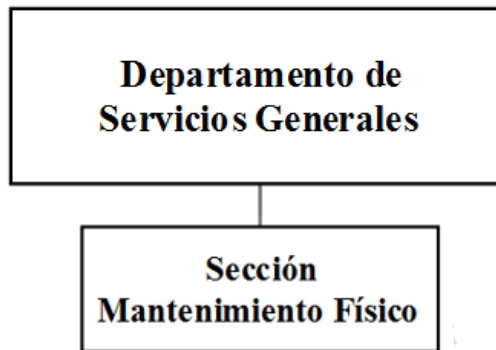 Departamento de
Servicios Generales
Sección
Mantenimiento Físico